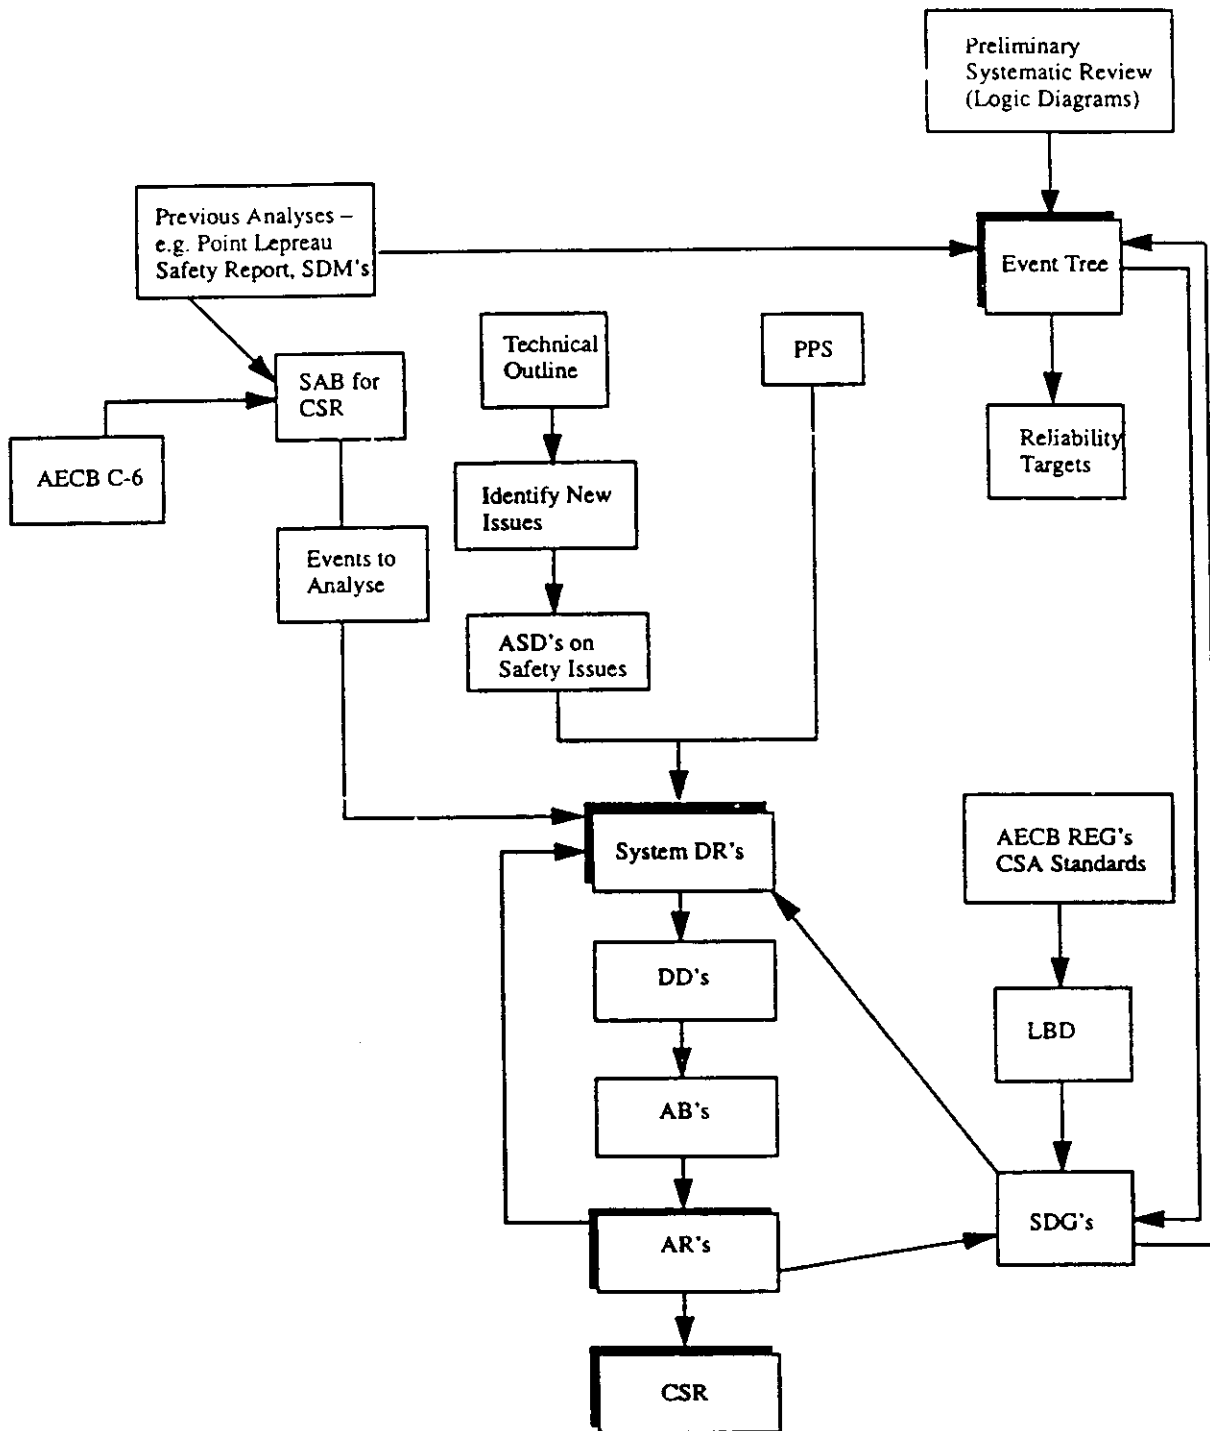 Preliminary
Systematic Review
(Logic Diagrams)
Previous Analyses –
e.g. Point Lepreau
Safety Report, SDM's
Event Tree
Technical
Outline
PPS
SAB for
CSR
Reliability
Targets
AECB C-6
Identify New
Issues
Events to
Analyse
ASD's on
Safety Issues
System DR's
AECB REG's
CSA Standards
DD's
LBD
AB's
SDG's
AR's
CSR